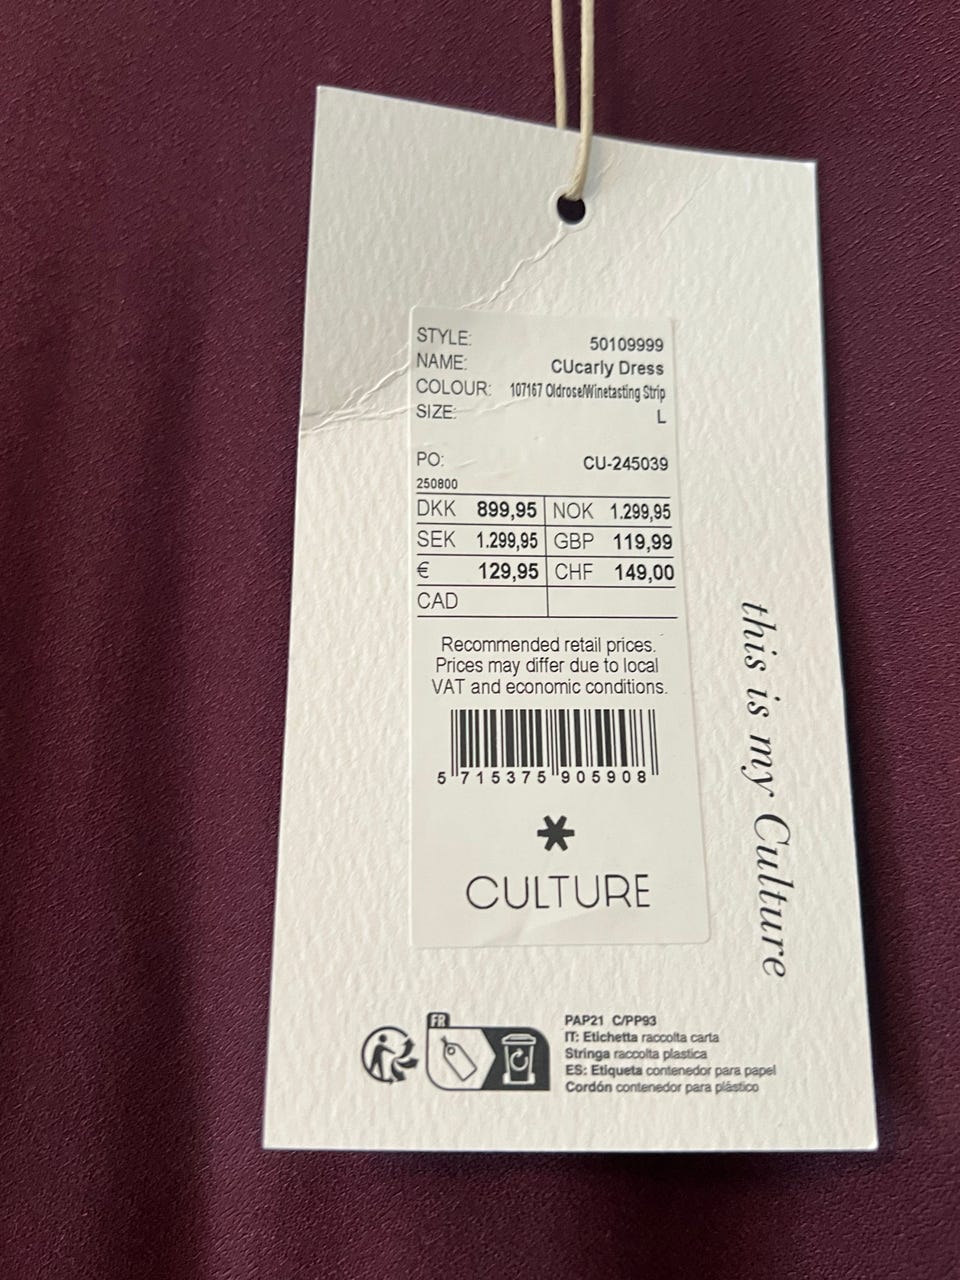 STYLE: 50109999
NAME: CUcarly Dress
COLOUR: 107167 Oldrose/Winetasting Strip
SIZE: L
PO: CU-245039
250800
DKK 899,95 NOK 1.299,95
SEK 1.299,95 GBP 119,99
€ 129,95 CHF 149,00
CAD
Recommended retail prices.
Prices may differ due to local
VAT and economic conditions.
5 715375 905908
CULTURE
this is my Culture
FR
PAP21 C/PP93
IT: Etichetta raccolta carta
Stringa raccolta plastica
ES: Etiqueta contenedor para papel
Cordón contenedor para plástico